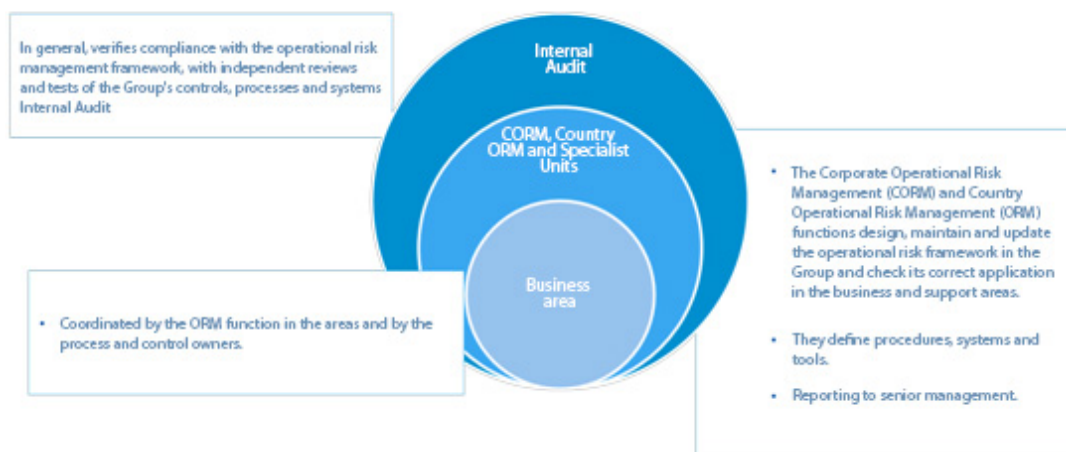 In general, verifies compliance with the operational risk
management framework, with independent reviews
and tests of the Group's controls, processes and systems
Internal Audit
Internal
Audit
CORM, Country
ORM and Specialist
Units
• The Corporate Operational Risk
Management (CORM) and Country
Operational Risk Management (ORM)
functions design, maintain and update
the operational risk framework in the
Group and check its correct application
in the business and support areas.
• They define procedures, systems and
tools.
• Reporting to senior management.
Business
area
• Coordinated by the ORM function in the areas and by the
process and control owners.